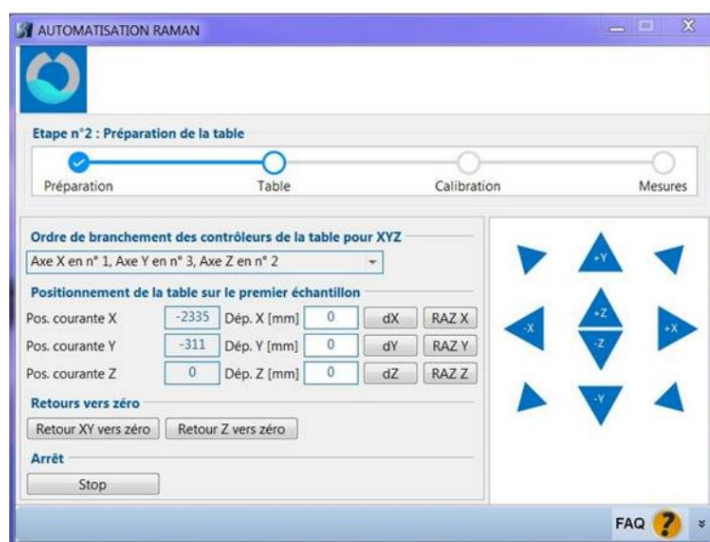 AUTOMATISATION RAMAN
Etape n°2 : Préparation de la table
Préparation Table Calibration Mesures
Ordre de branchement des contrôleurs de la table pour XYZ
Axe X en n° 1, Axe Y en n° 3, Axe Z en n° 2
Positionnement de la table sur le premier échantillon
Pos. courante X -2335 Dép. X [mm] 0 dX RAZ X
Pos. courante Y -311 Dép. Y [mm] 0 dY RAZ Y
Pos. courante Z 0 Dép. Z [mm] 0 dZ RAZ Z
Retours vers zéro
Retour XY vers zéro Retour Z vers zéro
Arrêt
Stop
+Y
+Z
-X +X
-Z
-Y
FAQ ?